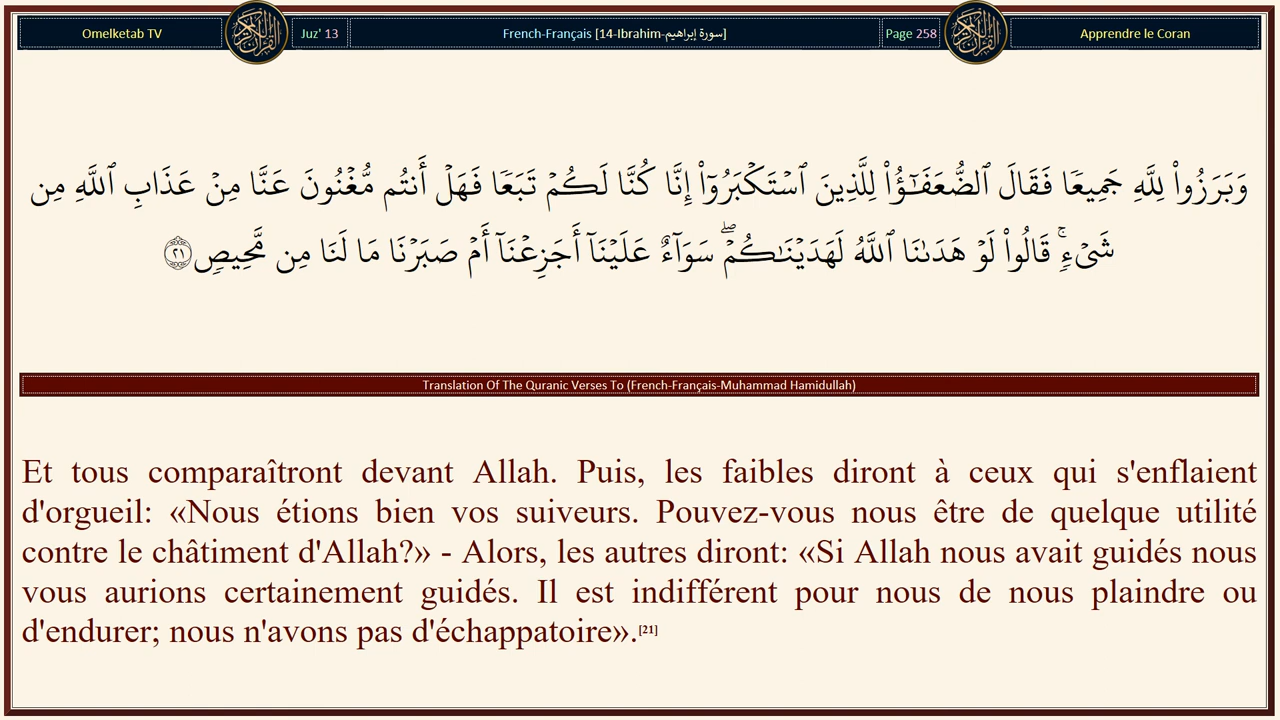 Omelketab TV
Juz' 13
French-Français [14-Ibrahim-سورة إبراهيم]
Page 258
Apprendre le Coran
وَبَرَزُواْ لِلَّهِ جَمِيعٗا فَقَالَ ٱلضُّعَفَٰٓؤُاْ لِلَّذِينَ ٱسۡتَكۡبَرُوٓاْ إِنَّا كُنَّا لَكُمۡ تَبَعٗا فَهَلۡ أَنتُم مُّغۡنُونَ عَنَّا مِنۡ عَذَابِ ٱللَّهِ مِن
شَيۡءٖۚ قَالُواْ لَوۡ هَدَىٰنَا ٱللَّهُ لَهَدَيۡنَٰكُمۡۖ سَوَآءٌ عَلَيۡنَآ أَجَزِعۡنَآ أَمۡ صَبَرۡنَا مَا لَنَا مِن مَّحِيصٖ ٢١
Translation Of The Quranic Verses To (French-Français-Muhammad Hamidullah)
Et tous comparaîtront devant Allah. Puis, les faibles diront à ceux qui s'enflaient
d'orgueil: «Nous étions bien vos suiveurs. Pouvez-vous nous être de quelque utilité
contre le châtiment d'Allah?» - Alors, les autres diront: «Si Allah nous avait guidés nous
vous aurions certainement guidés. Il est indifférent pour nous de nous plaindre ou
d'endurer; nous n'avons pas d'échappatoire».[21]